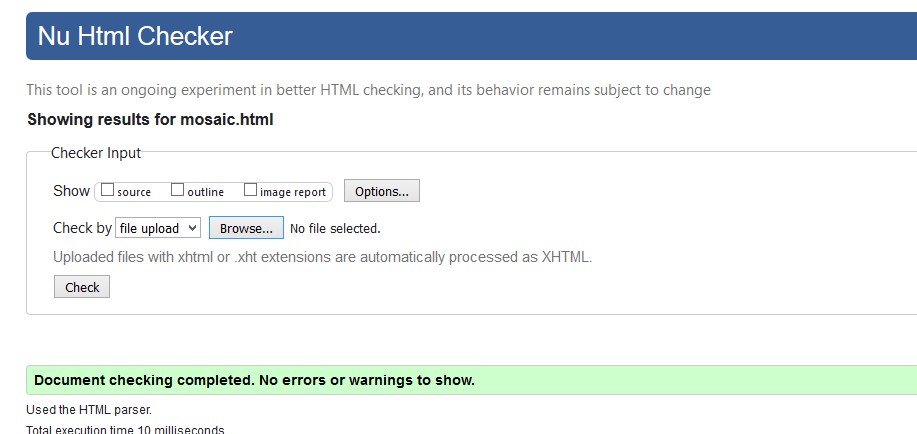 Nu Html Checker
This tool is an ongoing experiment in better HTML checking, and its behavior remains subject to change
Showing results for mosaic.html
Checker Input
Show source outline image report Options...
Check by file upload Browse... No file selected.
Uploaded files with xhtml or .xht extensions are automatically processed as XHTML.
Check
Document checking completed. No errors or warnings to show.
Used the HTML parser.
Total execution time 10 milliseconds.